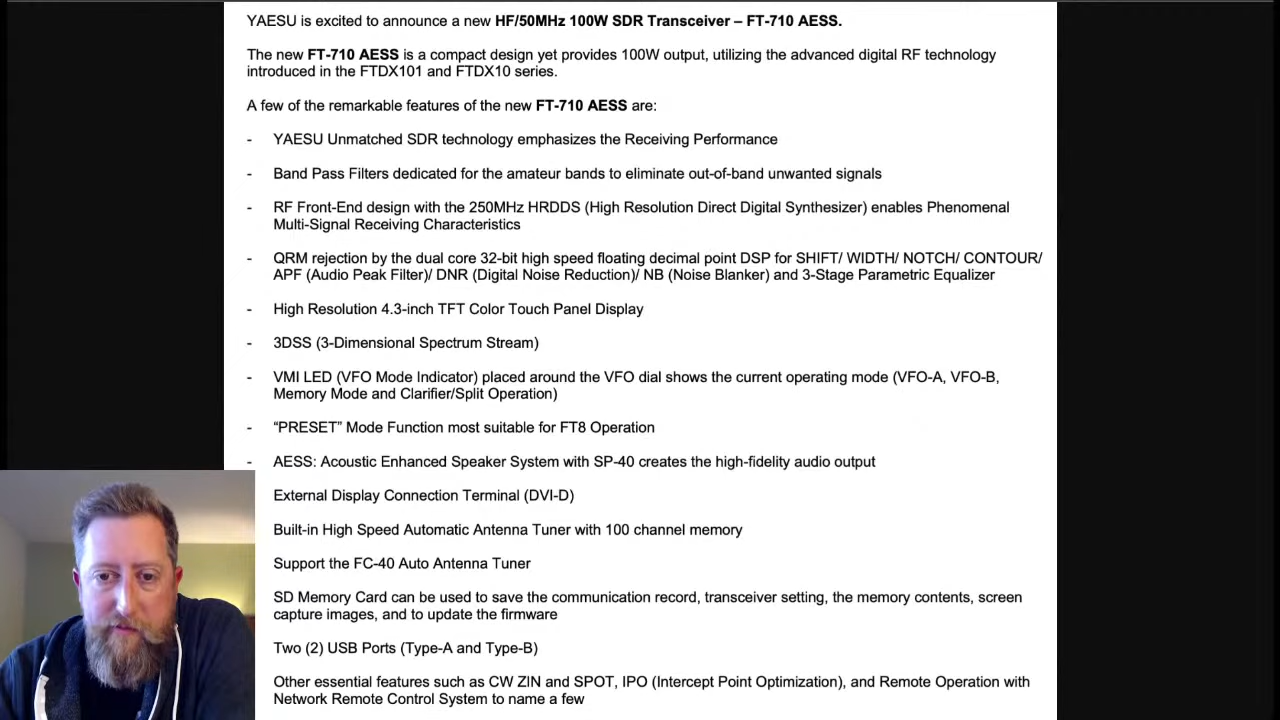 YAESU is excited to announce a new HF/50MHz 100W SDR Transceiver – FT-710 AESS.
The new FT-710 AESS is a compact design yet provides 100W output, utilizing the advanced digital RF technology
introduced in the FTDX101 and FTDX10 series.
A few of the remarkable features of the new FT-710 AESS are:
- YAESU Unmatched SDR technology emphasizes the Receiving Performance
- Band Pass Filters dedicated for the amateur bands to eliminate out-of-band unwanted signals
- RF Front-End design with the 250MHz HRDDS (High Resolution Direct Digital Synthesizer) enables Phenomenal
Multi-Signal Receiving Characteristics
- QRM rejection by the dual core 32-bit high speed floating decimal point DSP for SHIFT/ WIDTH/ NOTCH/ CONTOUR/
APF (Audio Peak Filter)/ DNR (Digital Noise Reduction)/ NB (Noise Blanker) and 3-Stage Parametric Equalizer
- High Resolution 4.3-inch TFT Color Touch Panel Display
- 3DSS (3-Dimensional Spectrum Stream)
- VMI LED (VFO Mode Indicator) placed around the VFO dial shows the current operating mode (VFO-A, VFO-B,
Memory Mode and Clarifier/Split Operation)
- “PRESET” Mode Function most suitable for FT8 Operation
- AESS: Acoustic Enhanced Speaker System with SP-40 creates the high-fidelity audio output
External Display Connection Terminal (DVI-D)
Built-in High Speed Automatic Antenna Tuner with 100 channel memory
Support the FC-40 Auto Antenna Tuner
SD Memory Card can be used to save the communication record, transceiver setting, the memory contents, screen
capture images, and to update the firmware
Two (2) USB Ports (Type-A and Type-B)
Other essential features such as CW ZIN and SPOT, IPO (Intercept Point Optimization), and Remote Operation with
Network Remote Control System to name a few